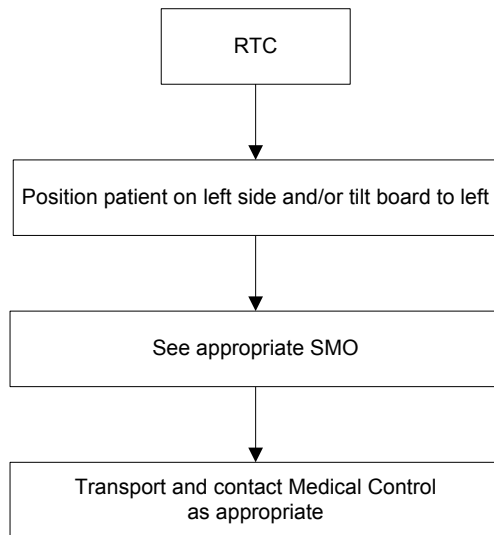 RTC
Position patient on left side and/or tilt board to left
See appropriate SMO
Transport and contact Medical Control
as appropriate